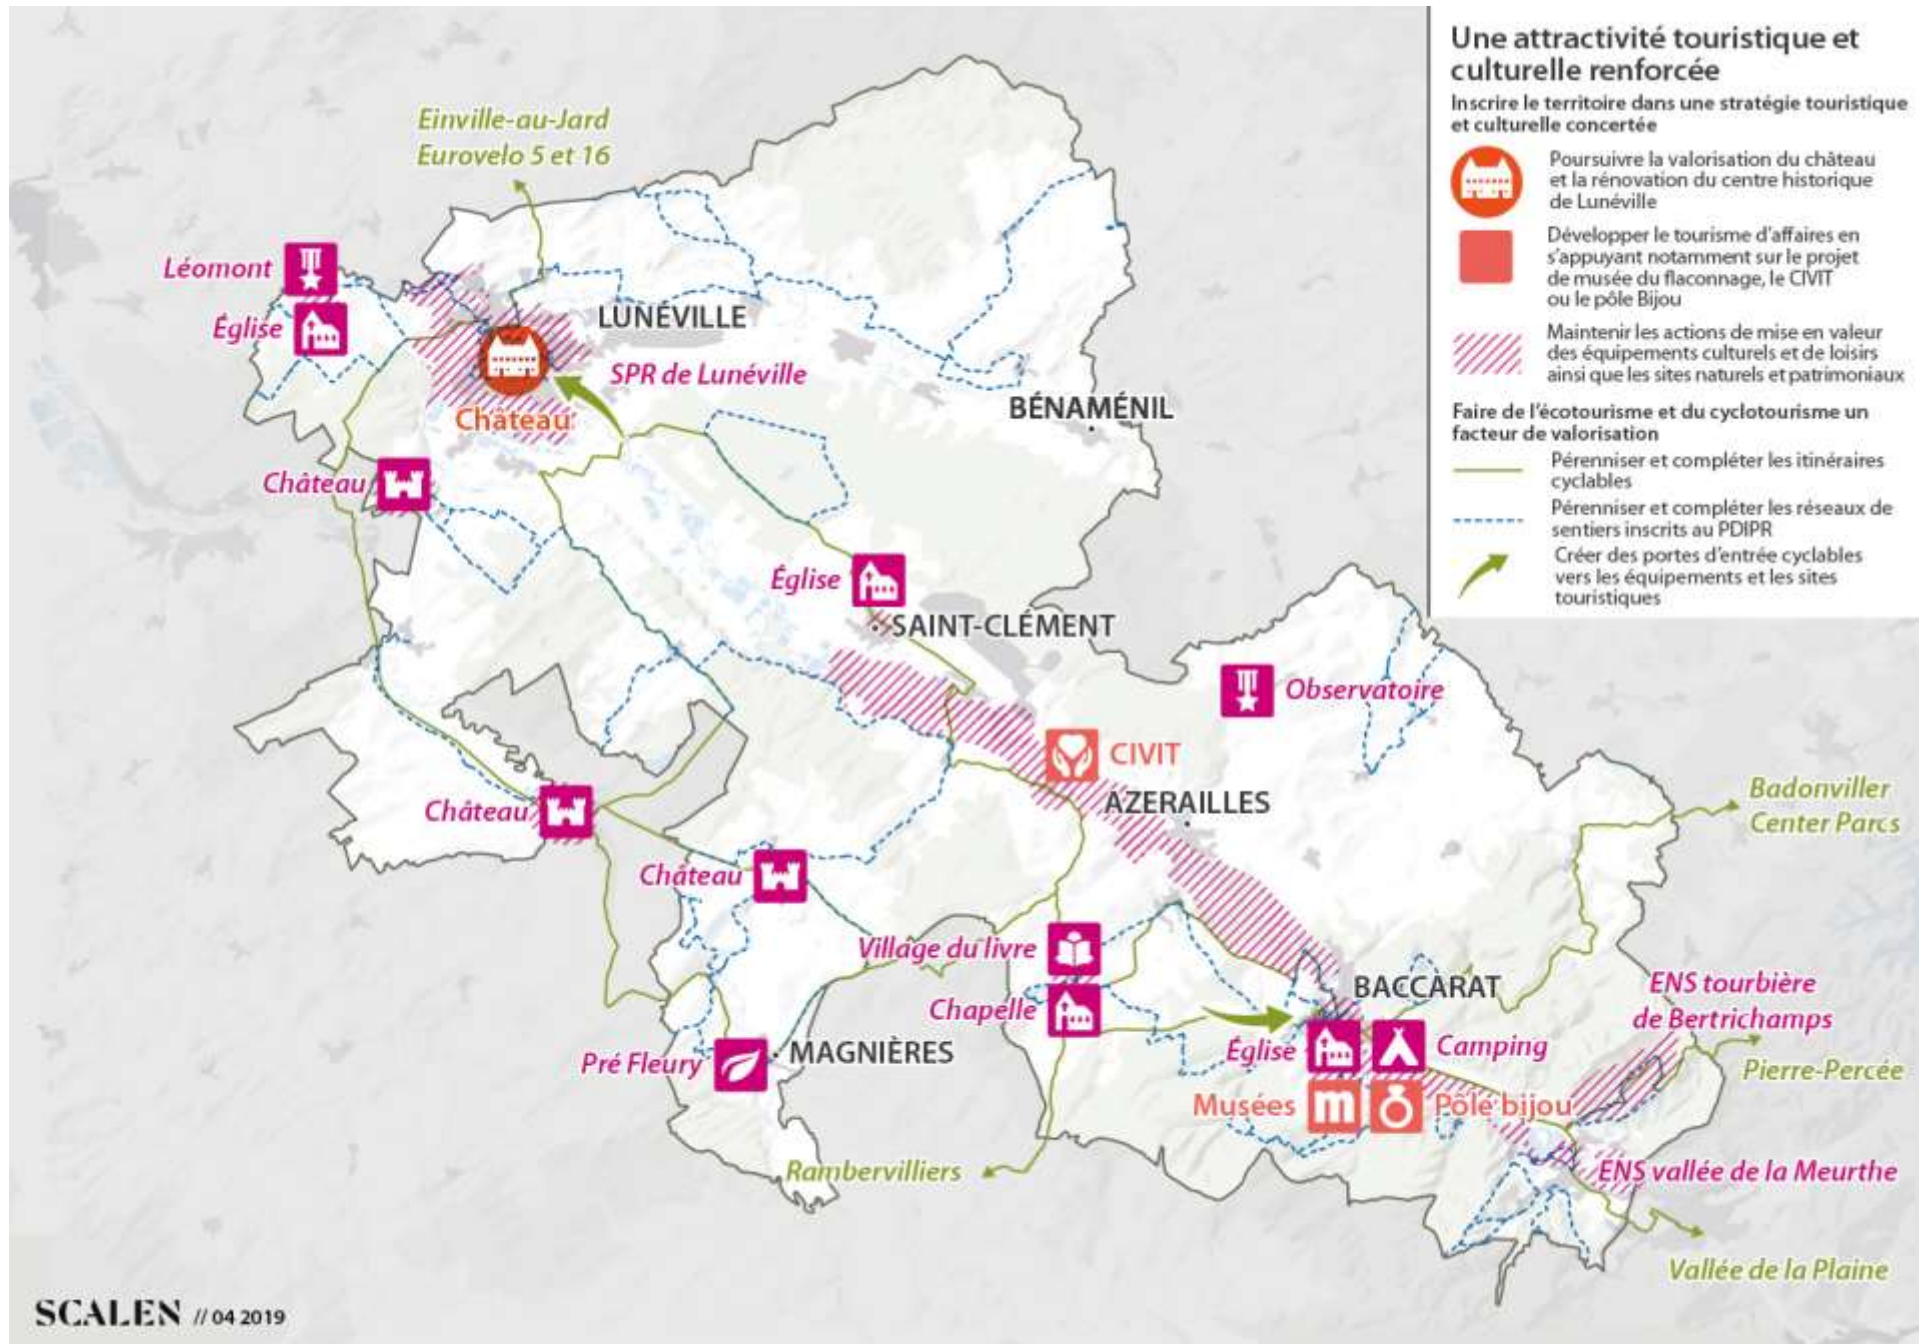 Une attractivité touristique et
culturelle renforcée
Inscrire le territoire dans une stratégie touristique
et culturelle concertée
Poursuivre la valorisation du château
et la rénovation du centre historique
de Lunéville
Développer le tourisme d'affaires en
s'appuyant notamment sur le projet
de musée du flaconnage, le CIVIT
ou le pôle Bijou
Maintenir les actions de mise en valeur
des équipements culturels et de loisirs
ainsi que les sites naturels et patrimoniaux
Faire de l'écotourisme et du cyclotourisme un
facteur de valorisation
Pérenniser et compléter les itinéraires
cyclables
Pérenniser et compléter les réseaux de
sentiers inscrits au PDIPR
Créer des portes d'entrée cyclables
vers les équipements et les sites
touristiques
Einville-au-Jard
Eurovelo 5 et 16
Léomont
Église
LUNÉVILLE
SPR de Lunéville
Château
BÉNAMÉNIL
Château
Église
SAINT-CLÉMENT
Observatoire
CIVIT
AZERAILLES
Château
Badonviller
Center Parcs
Château
Village du livre
Chapelle
BACCARAT
ENS tourbière
de Bertrichamps
Église
Camping
Pré Fleury
MAGNIÈRES
Pierre-Percée
Musées
m
Pôle bijou
Rambervilliers
ENS vallée de la Meurthe
Vallée de la Plaine
SCALEN // 04 2019